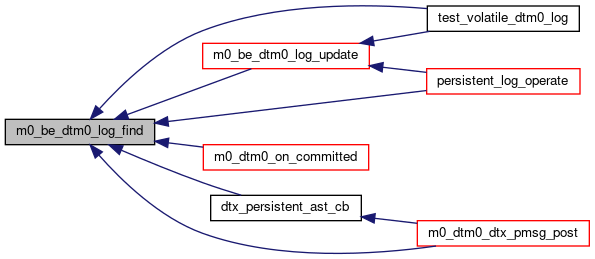 test_volatile_dtm0_log
m0_be_dtm0_log_update
persistent_log_operate
m0_be_dtm0_log_find
m0_dtm0_on_committed
dtx_persistent_ast_cb
m0_dtm0_dtx_pmsg_post